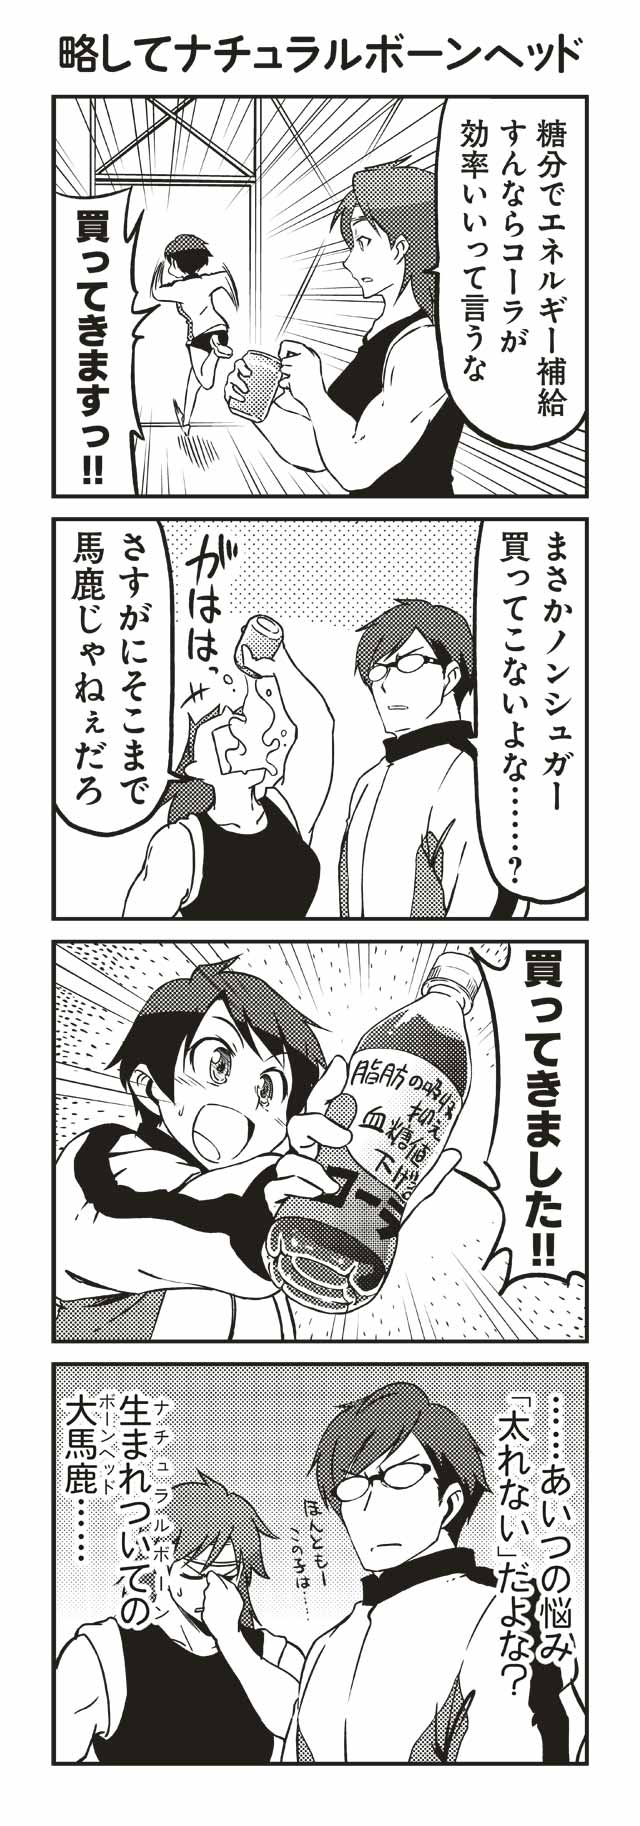 略してナチュラルボーンヘッド
糖分でエネルギー補給
すんならコーラが
効率いいって言うな
買ってきますっ!!
まさかノンシュガー
買ってこないよな………?
がははっ
さすがにそこまで
馬鹿じゃねぇだろ
買ってきました!!
脂肪の吸収
抑え
血糖値
下げ
コーラ
……あいつの悩み
「太れない」だよな?
ほんともー
この子は……
ナチュラルボーン
生まれついての
ボーンヘッド
大馬鹿……